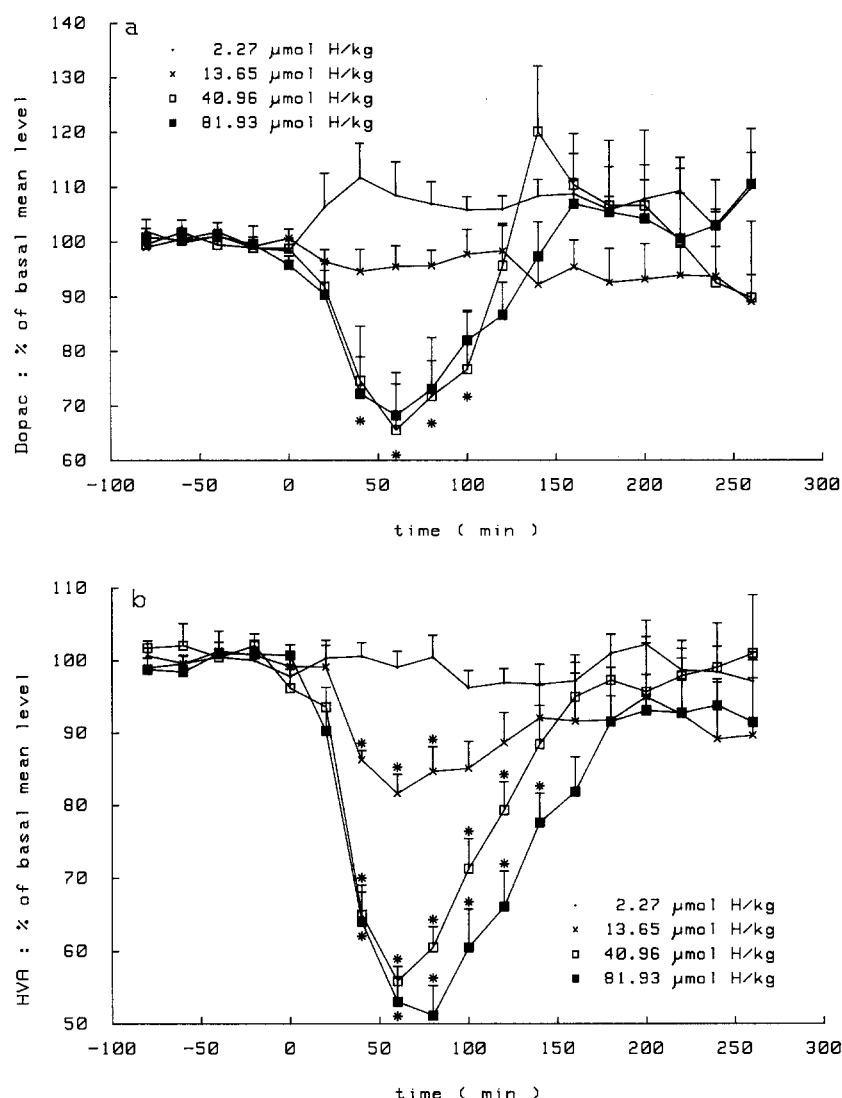 a
140
130
120
110
100
90
80
70
60
Dopac : % of basal mean level
2.27 µmol H/kg
13.65 µmol H/kg
40.96 µmol H/kg
81.93 µmol H/kg
* * * *
-100 -50 0 50 100 150 200 250 300
time ( min )
b
110
100
90
80
70
60
50
HVA : % of basal mean level
2.27 µmol H/kg
13.65 µmol H/kg
40.96 µmol H/kg
81.93 µmol H/kg
-100 -50 0 50 100 150 200 250 300
time ( min )